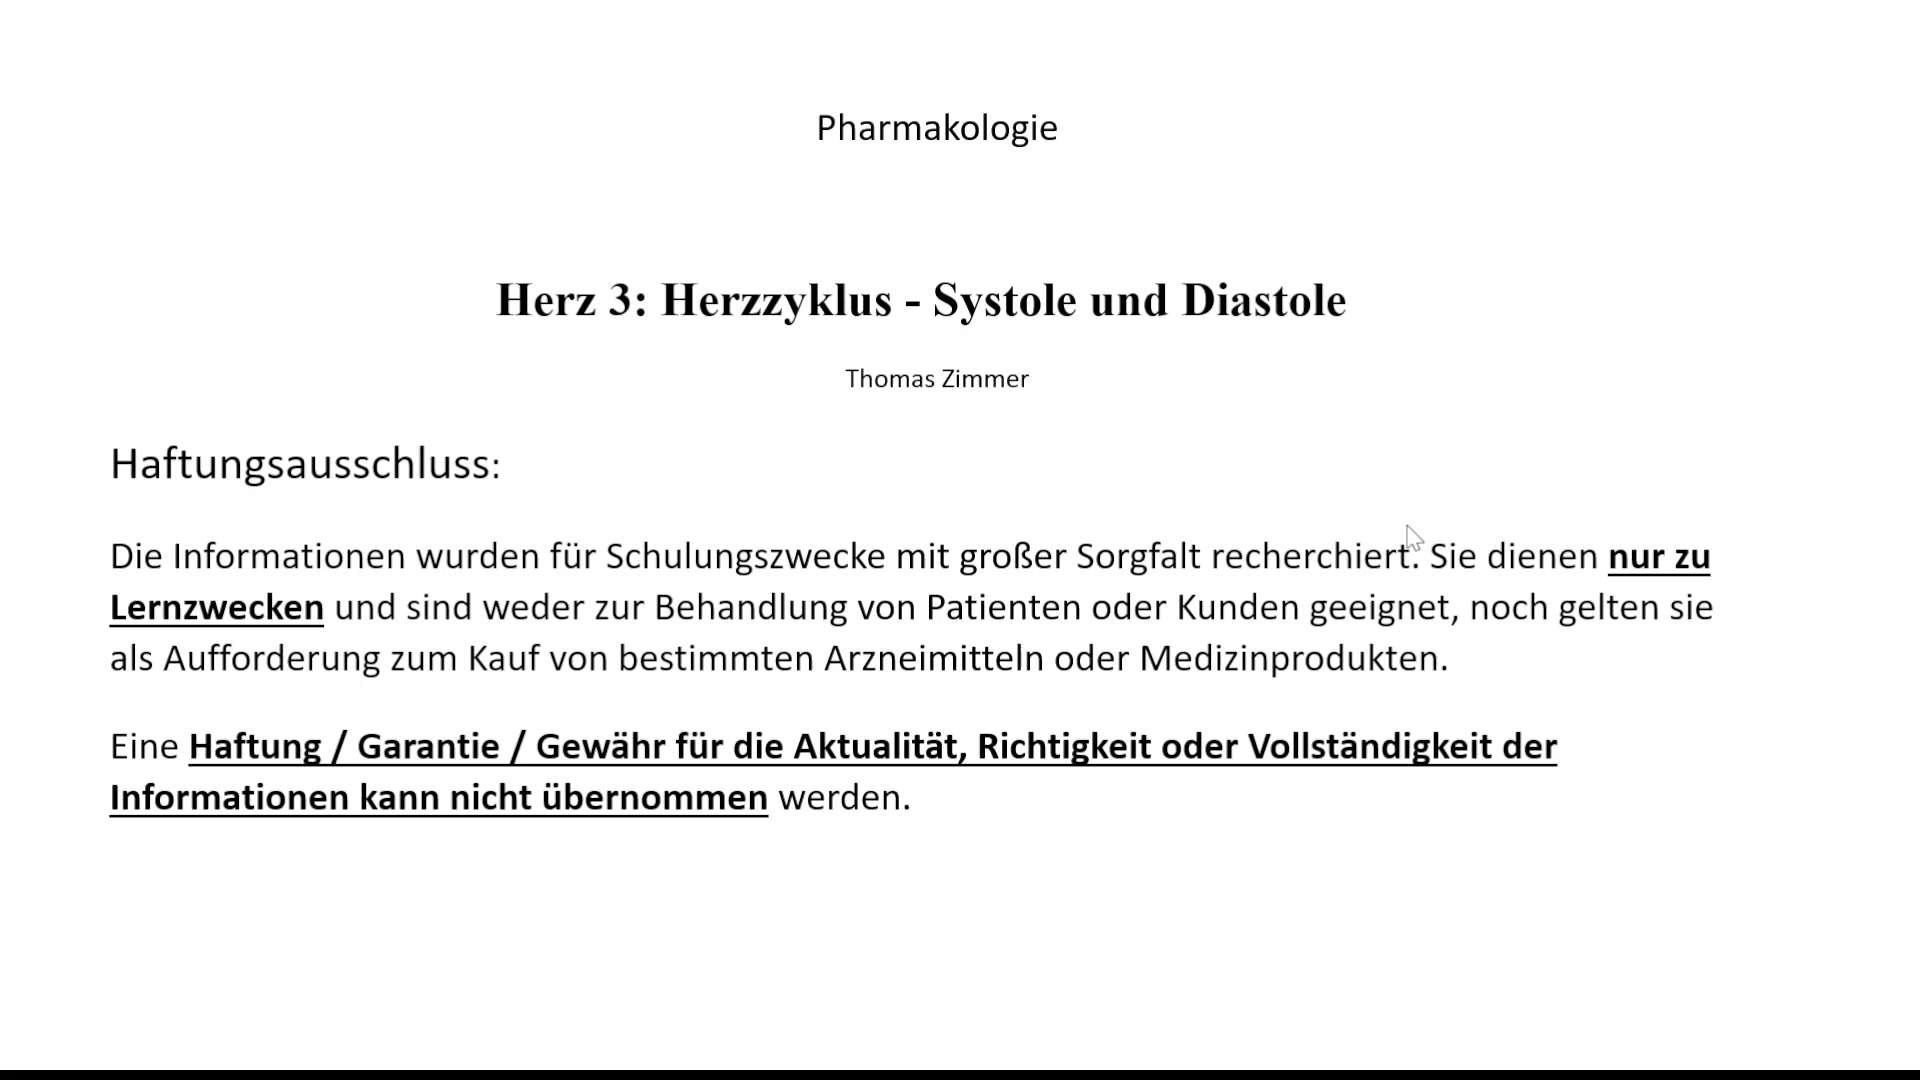 Pharmakologie
Herz 3: Herzzyklus - Systole und Diastole
Thomas Zimmer
Haftungsausschluss:
Die Informationen wurden für Schulungszwecke mit großer Sorgfalt recherchiert. Sie dienen nur zu
Lernzwecken und sind weder zur Behandlung von Patienten oder Kunden geeignet, noch gelten sie
als Aufforderung zum Kauf von bestimmten Arzneimitteln oder Medizinprodukten.
Eine Haftung / Garantie / Gewähr für die Aktualität, Richtigkeit oder Vollständigkeit der
Informationen kann nicht übernommen werden.